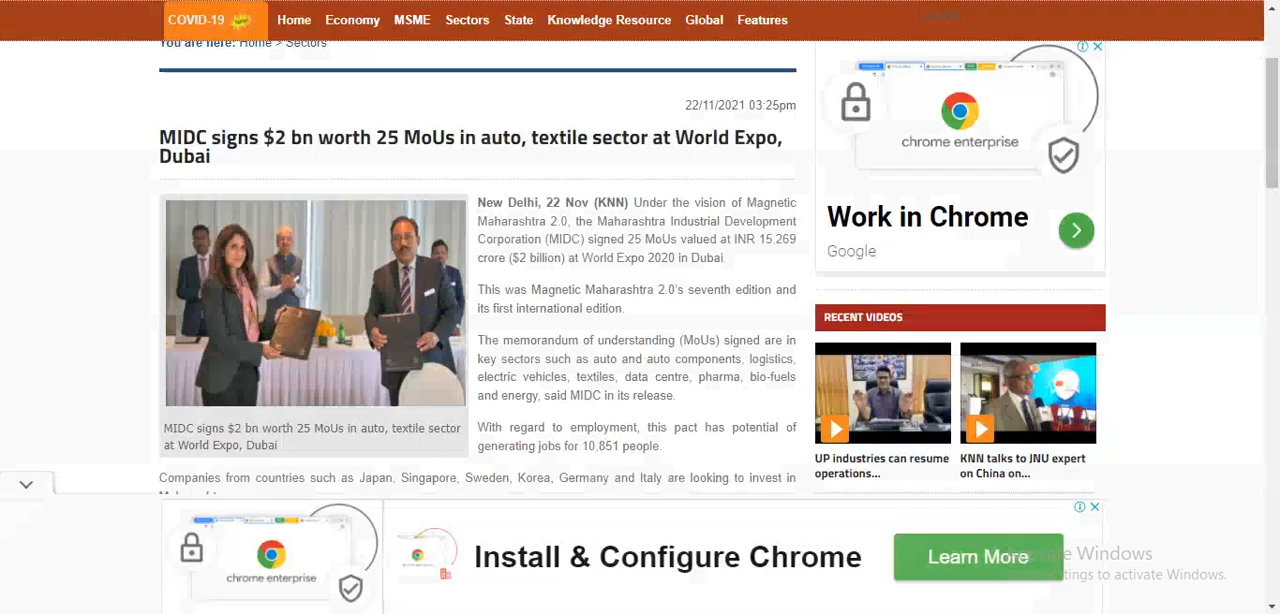 COVID-19
Home Economy MSME Sectors State Knowledge Resource Global Features
You are here: Home > Sectors
22/11/2021 03:25pm
MIDC signs $2 bn worth 25 MoUs in auto, textile sector at World Expo,
Dubai
New Delhi, 22 Nov (KNN) Under the vision of Magnetic
Maharashtra 2.0, the Maharashtra Industrial Development
Corporation (MIDC) signed 25 MoUs valued at INR 15,269
crore ($2 billion) at World Expo 2020 in Dubai.
This was Magnetic Maharashtra 2.0's seventh edition and
its first international edition.
The memorandum of understanding (MoUs) signed are in
key sectors such as auto and auto components, logistics,
electric vehicles, textiles, data centre, pharma, bio-fuels
and energy, said MIDC in its release.
With regard to employment, this pact has potential of
generating jobs for 10,851 people.
MIDC signs $2 bn worth 25 MoUs in auto, textile sector
at World Expo, Dubai
Companies from countries such as Japan, Singapore, Sweden, Korea, Germany and Italy are looking to invest in
chrome enterprise
Work in Chrome
Google
RECENT VIDEOS
UP industries can resume
operations...
KNN talks to JNU expert
on China on...
chrome enterprise
Install & Configure Chrome
Learn More
Windows
to activate Windows.